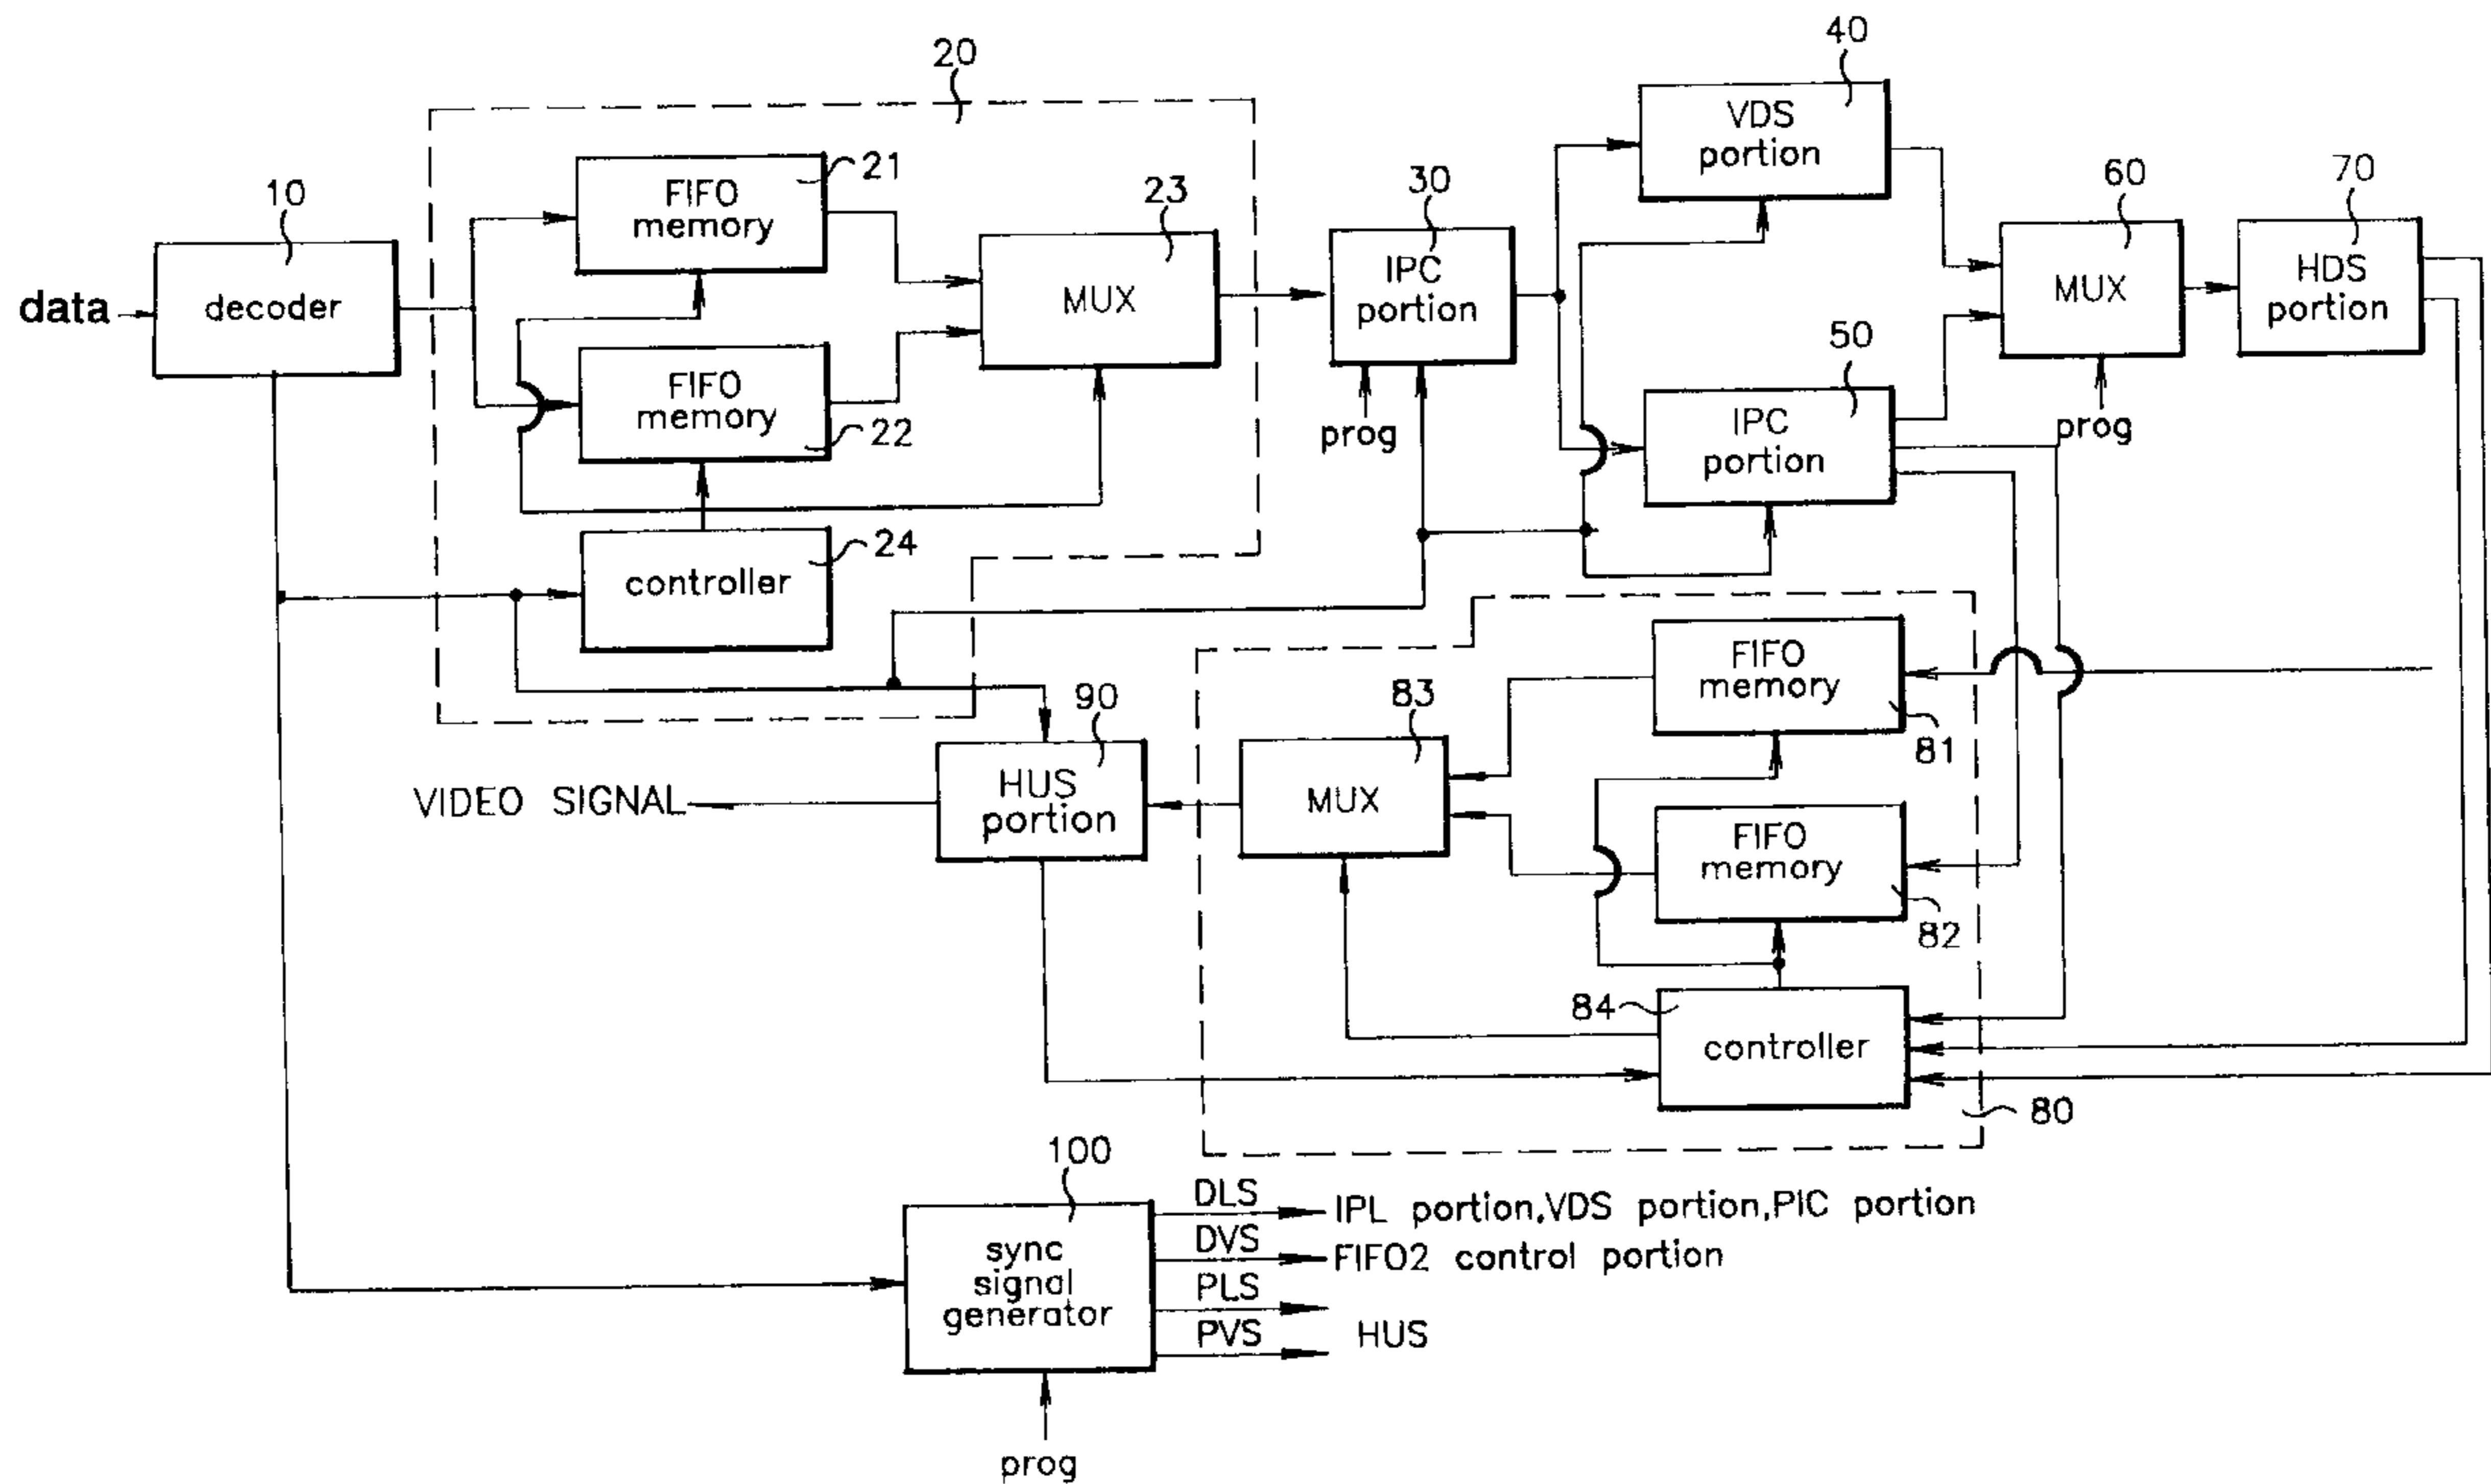 20
40
VDS
portion
21
FIFO
memory
10
23
30
60
70
decoder
data
MUX
IPC
portion
MUX
HDS
portion
FIFO
memory
22
50
IPC
portion
prog
prog
24
controller
FIFO
memory
81
90
83
HUS
portion
VIDEO SIGNAL
MUX
FIFO
memory
82
84
controller
80
100
sync
signal
generator
DLS
IPL portion,VDS portion,PIC portion
DVS
FIFO2 control portion
PLS
PVS
HUS
prog